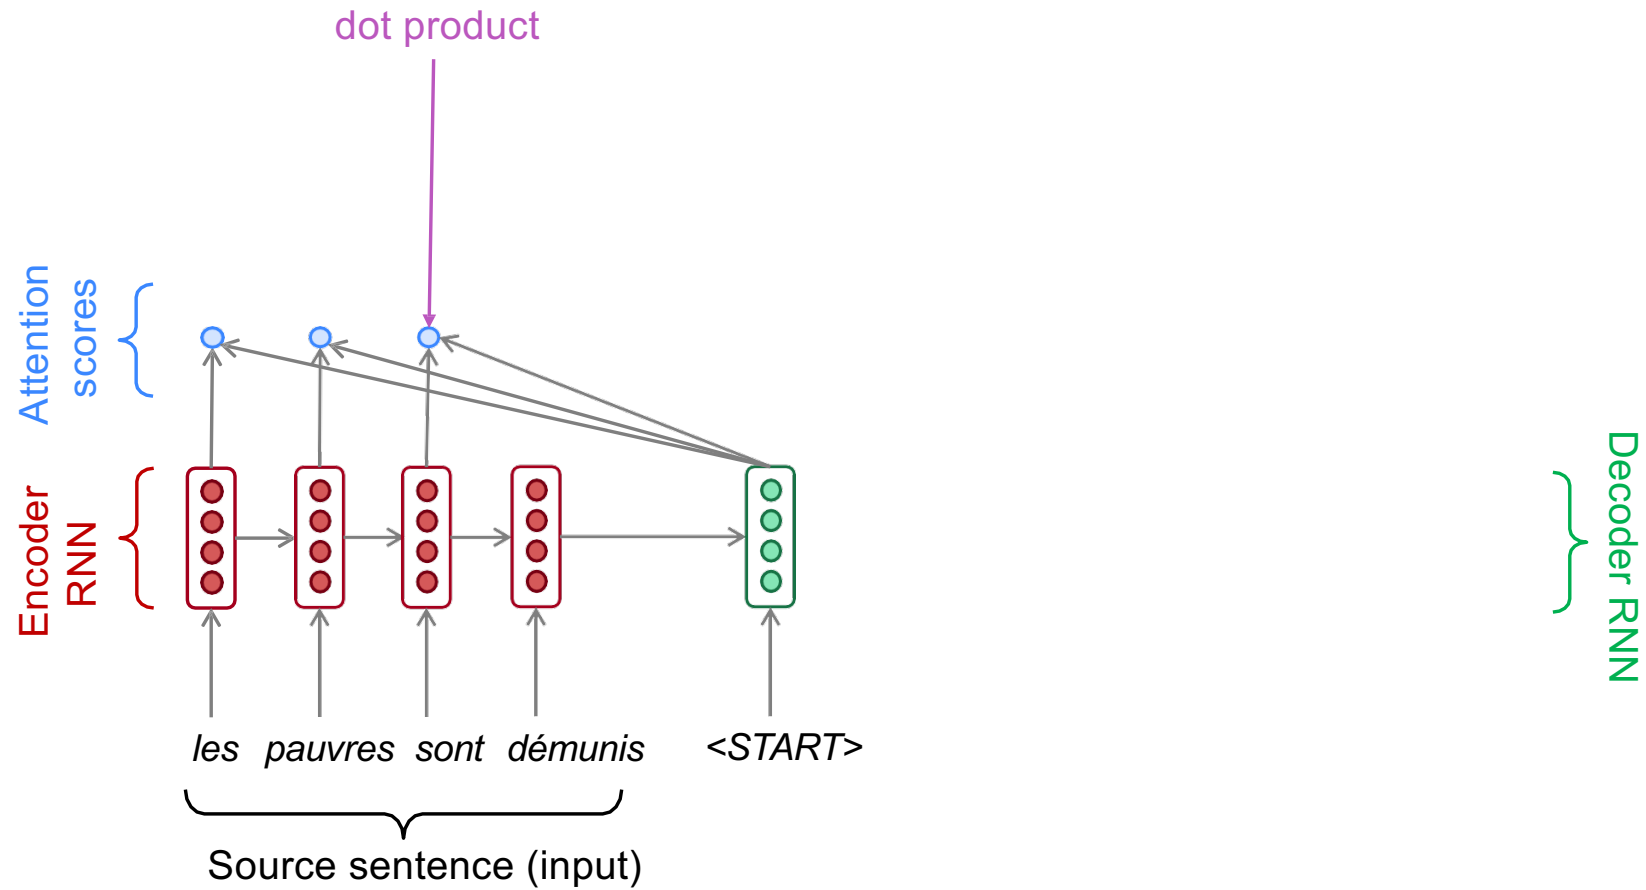 dot product
Attention
scores
Encoder
RNN
Decoder RNN
les pauvres sont démunis <START>
Source sentence (input)